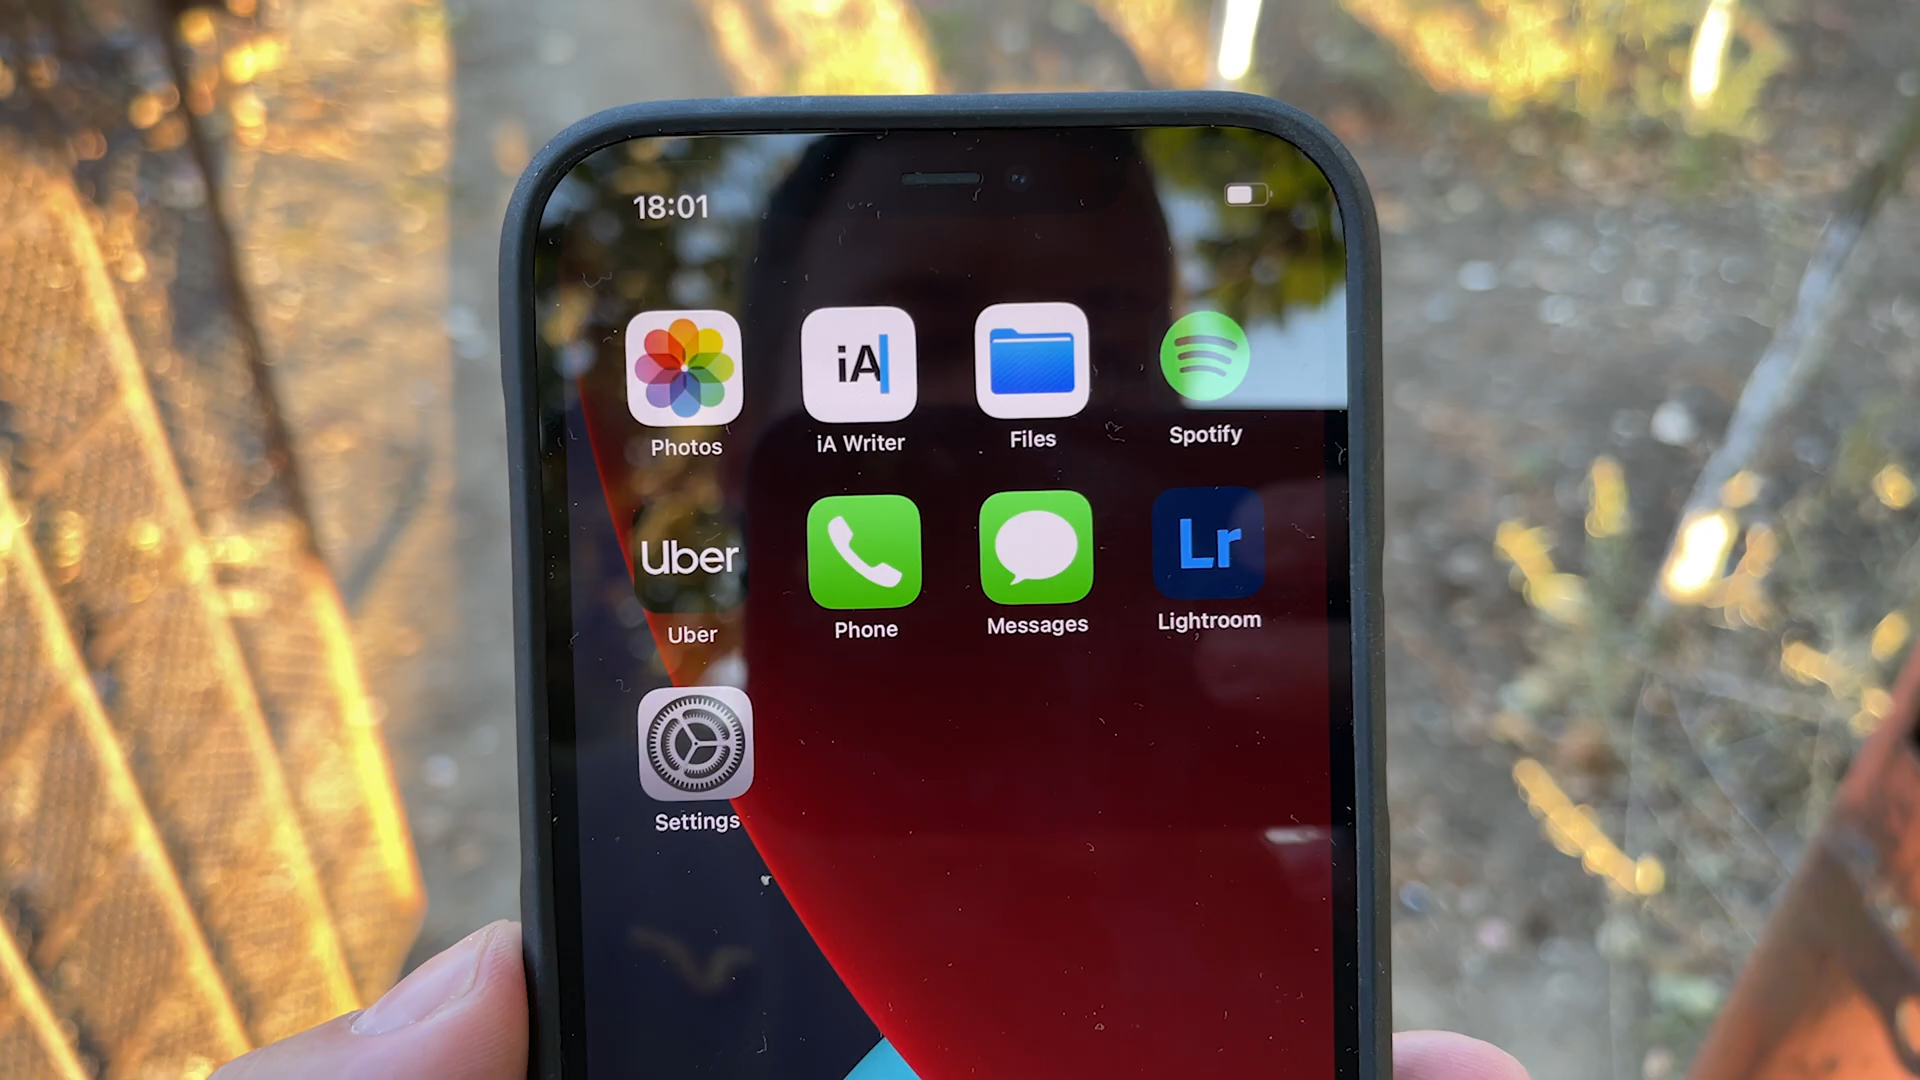 18:01
iA
Photos
iA Writer
Files
Spotify
Uber
Lr
Uber
Phone
Messages
Lightroom
Settings